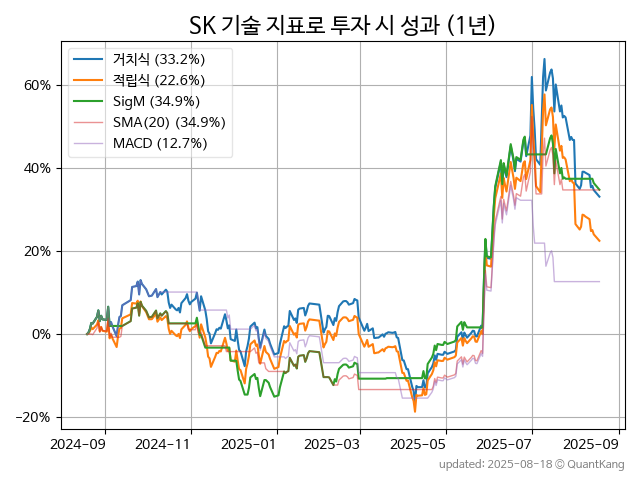 SK 기술 지표로 투자 시 성과 (1년)
거치식 (33.2%)
적립식 (22.6%)
SigM (34.9%)
SMA(20) (34.9%)
MACD (12.7%)
60%
40%
20%
0%
−20%
2024-09 2024-11 2025-01 2025-03 2025-05 2025-07 2025-09
updated: 2025-08-18 © QuantKang